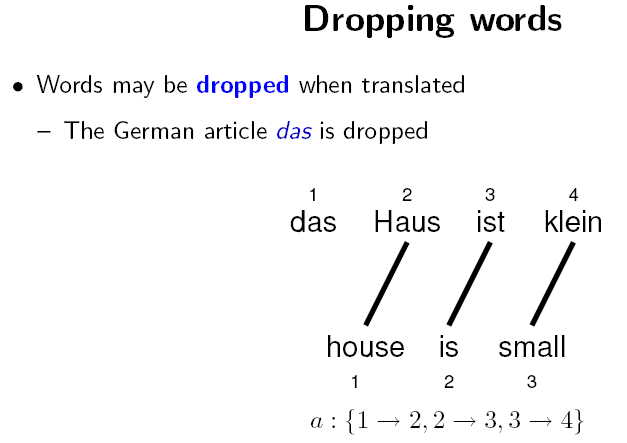 Dropping words
• Words may be dropped when translated
– The German article das is dropped
1 2 3 4
das Haus ist klein
house is small
1 2 3
a : {1 → 2, 2 → 3, 3 → 4}